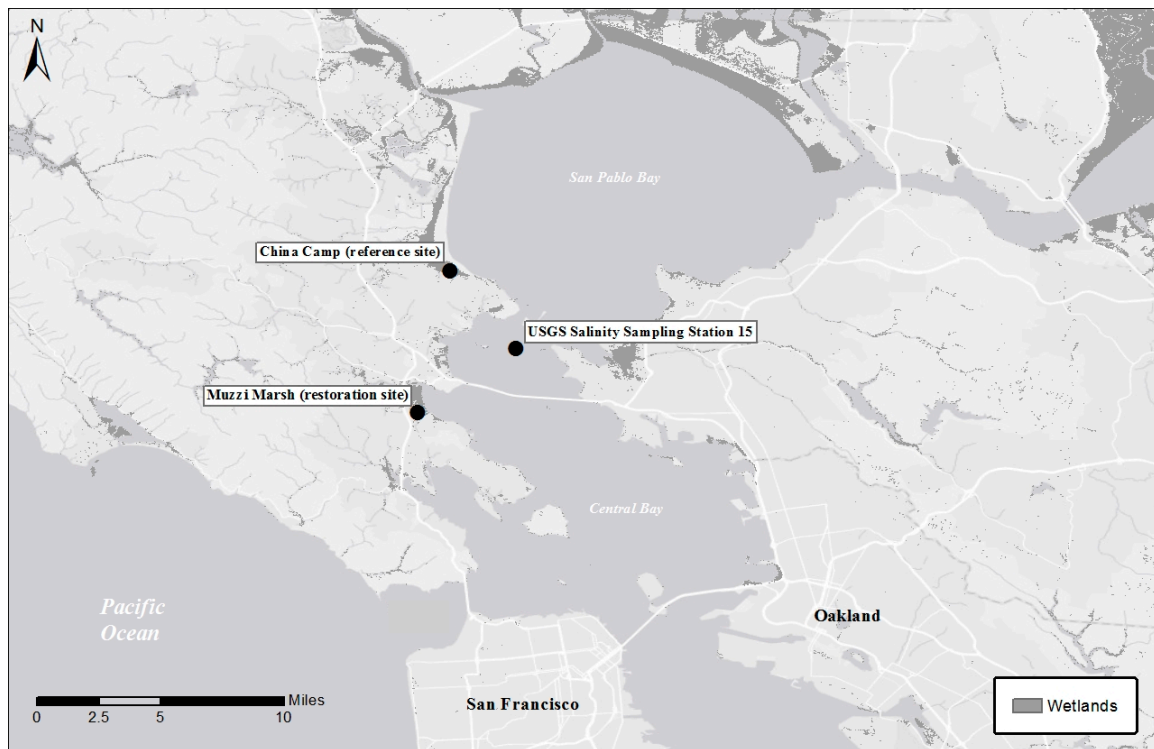 N
San Pablo Bay
China Camp (reference site)
USGS Salinity Sampling Station 15
Muzzi Marsh (restoration site)
Central Bay
Pacific
Ocean
Oakland
San Francisco
Miles
0 2.5 5 10
Wetlands